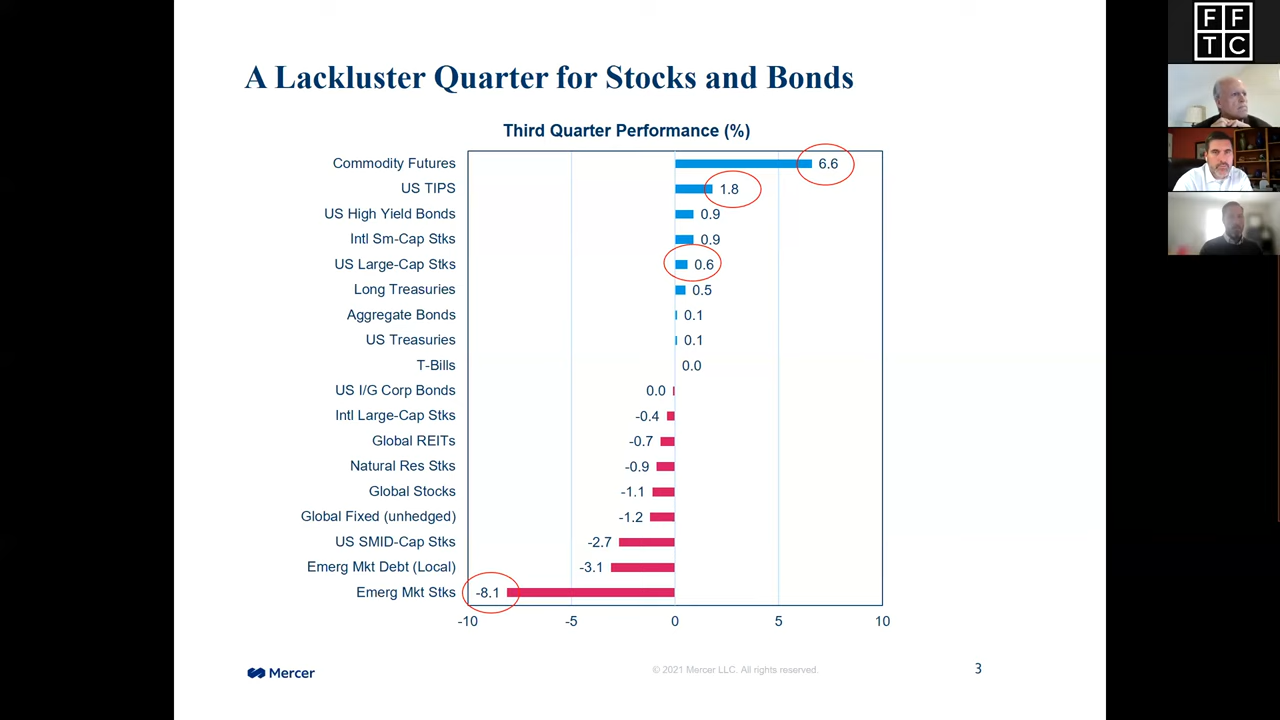 F F
T C
A Lackluster Quarter for Stocks and Bonds
Third Quarter Performance (%)
Commodity Futures 6.6
US TIPS 1.8
US High Yield Bonds 0.9
Intl Sm-Cap Stks 0.9
US Large-Cap Stks 0.6
Long Treasuries 0.5
Aggregate Bonds 0.1
US Treasuries 0.1
T-Bills 0.0
US I/G Corp Bonds 0.0
Intl Large-Cap Stks -0.4
Global REITs -0.7
Natural Res Stks -0.9
Global Stocks -1.1
Global Fixed (unhedged) -1.2
US SMID-Cap Stks -2.7
Emerg Mkt Debt (Local) -3.1
Emerg Mkt Stks -8.1
-10 -5 0 5 10
Mercer © 2021 Mercer LLC. All rights reserved. 3